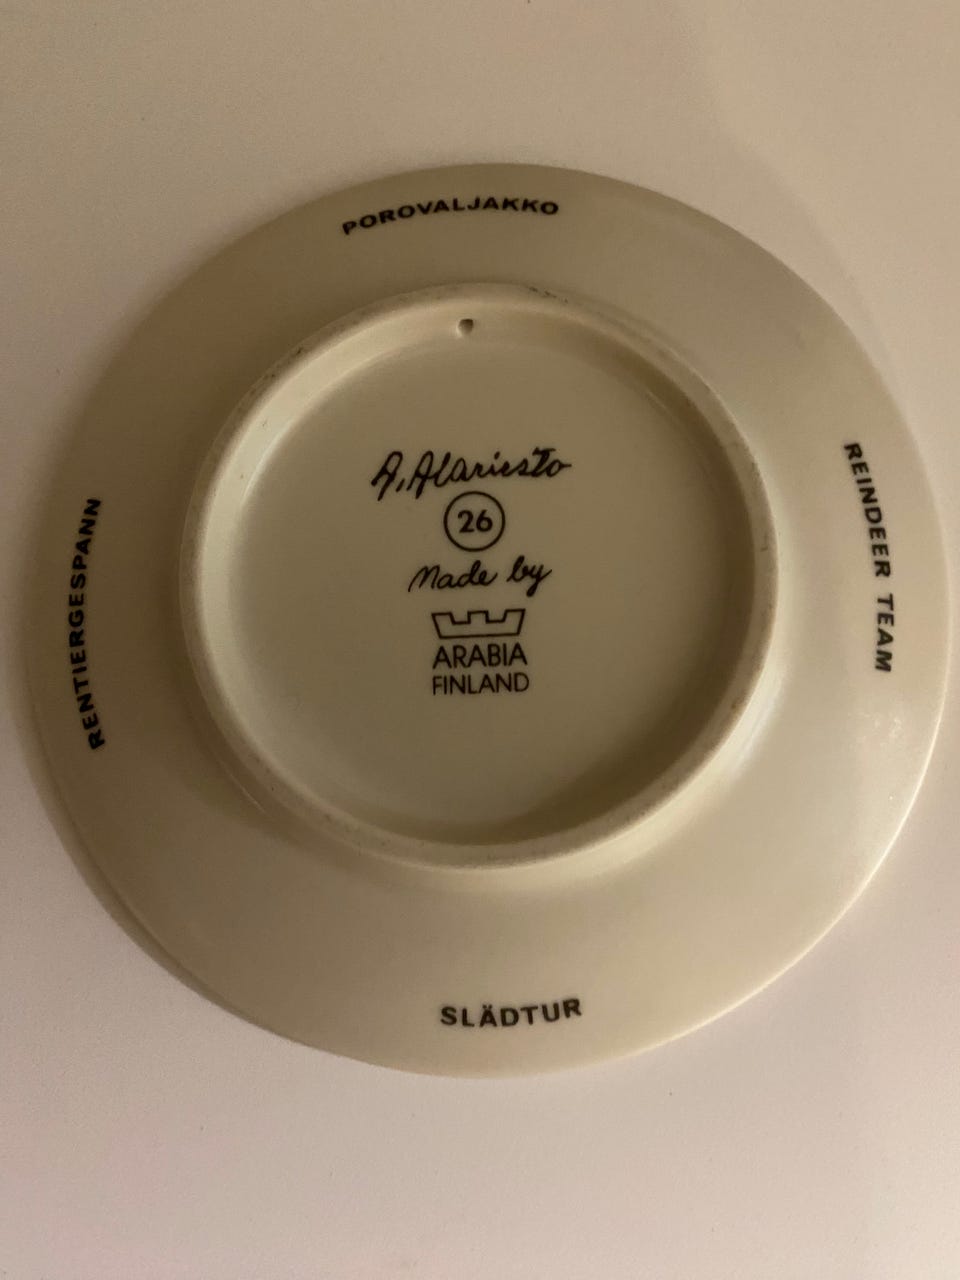 POROVALJAKKO
REINDEER TEAM
SLÄDTUR
RENTIERGESPANN
A. Alariesto
26
Made by
ARABIA
FINLAND